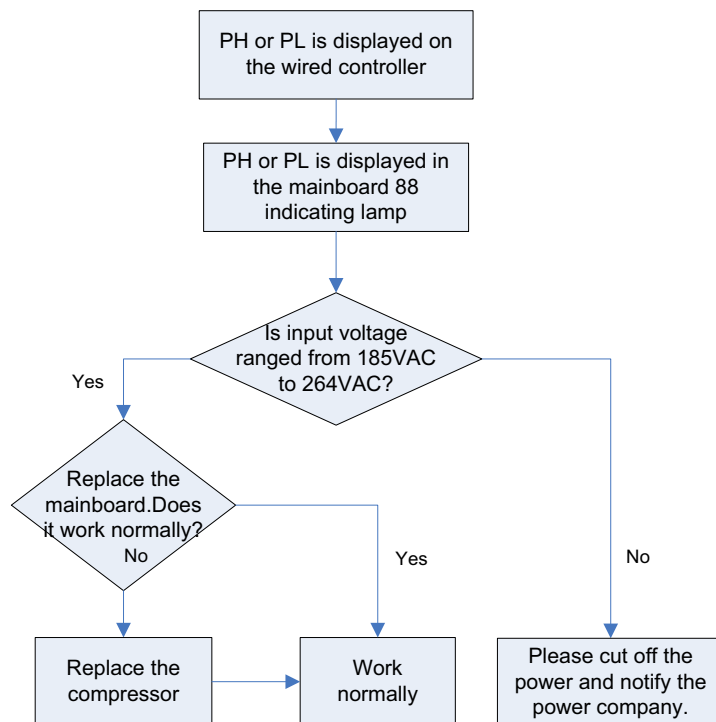 PH or PL is displayed on
the wired controller
PH or PL is displayed in
the mainboard 88
indicating lamp
Is input voltage
ranged from 185VAC
to 264VAC?
Yes
Replace the
mainboard.Does
it work normally?
No
Yes
No
Replace the
compressor
Work
normally
Please cut off the
power and notify the
power company.